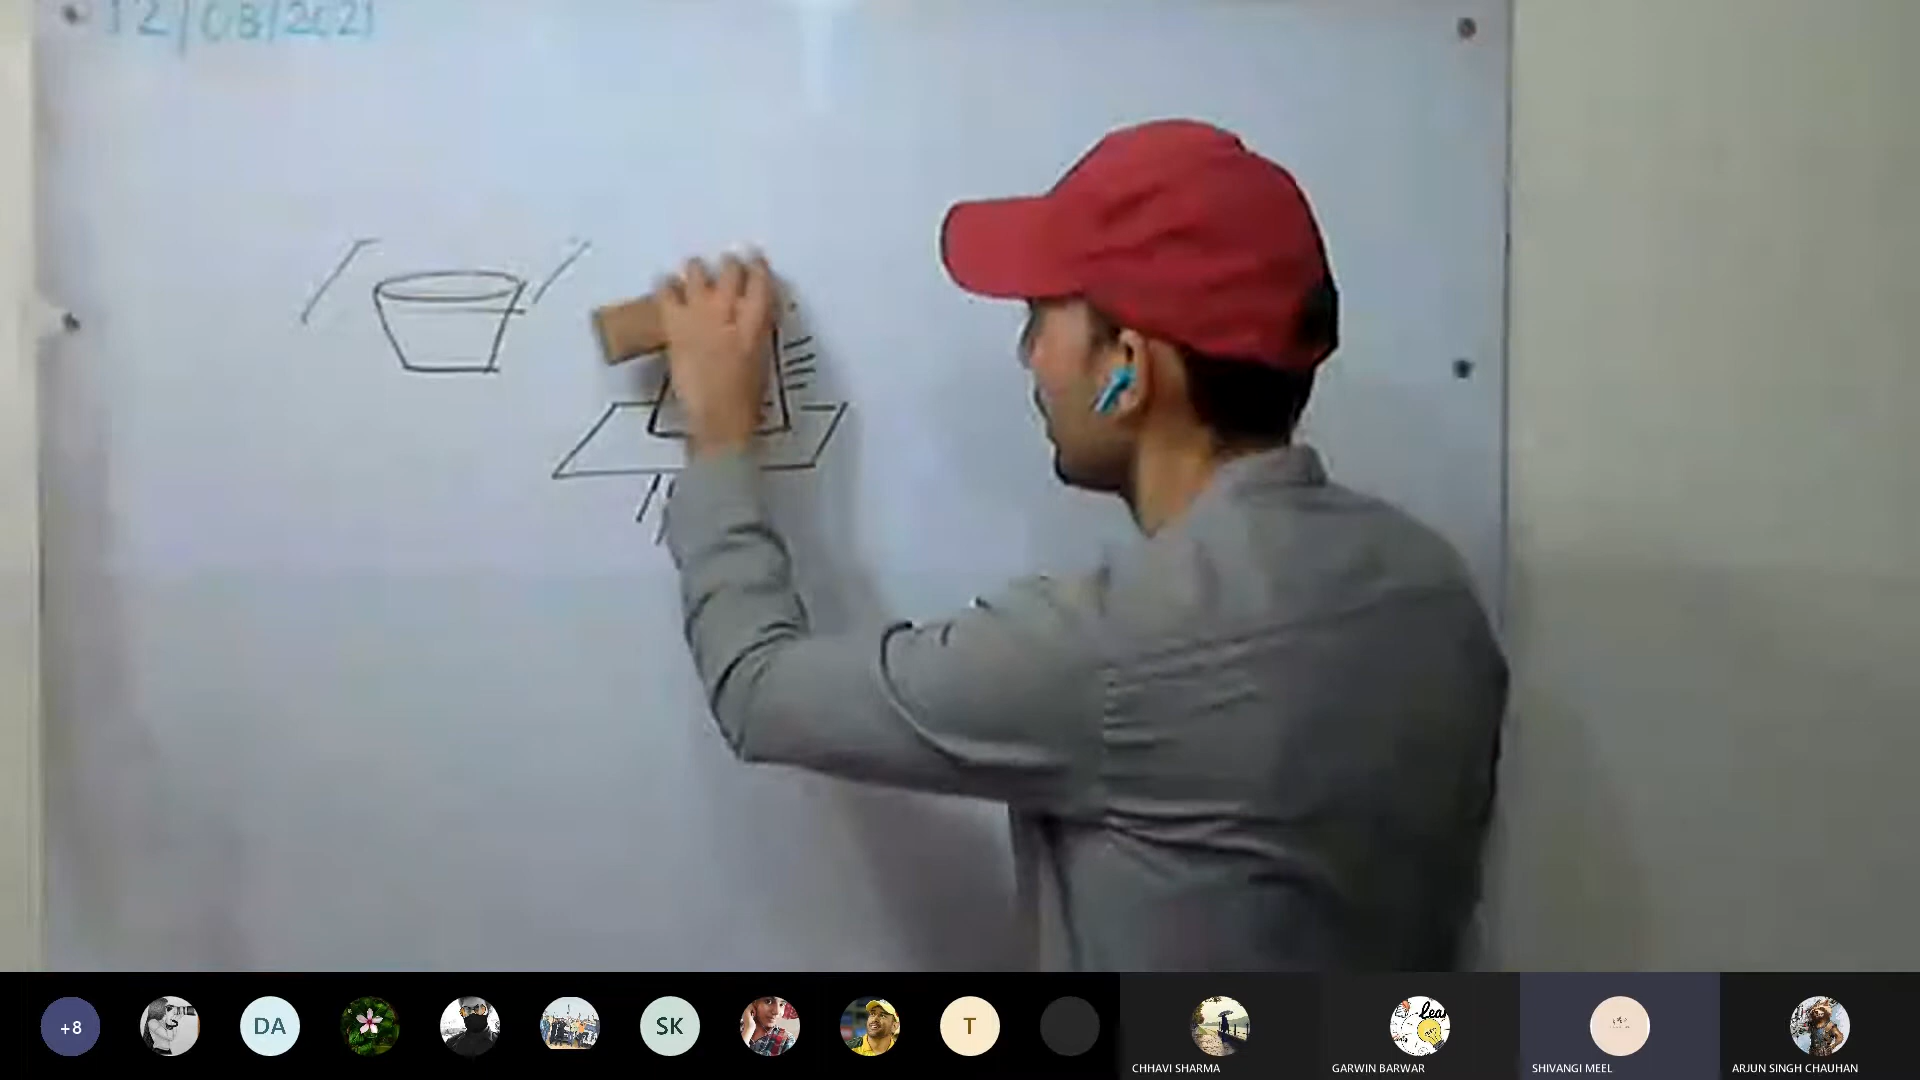 12/08/2021
+8
DA
SK
T
CHHAVI SHARMA
GARWIN BARWAR
SHIVANGI MEEL
ARJUN SINGH CHAUHAN